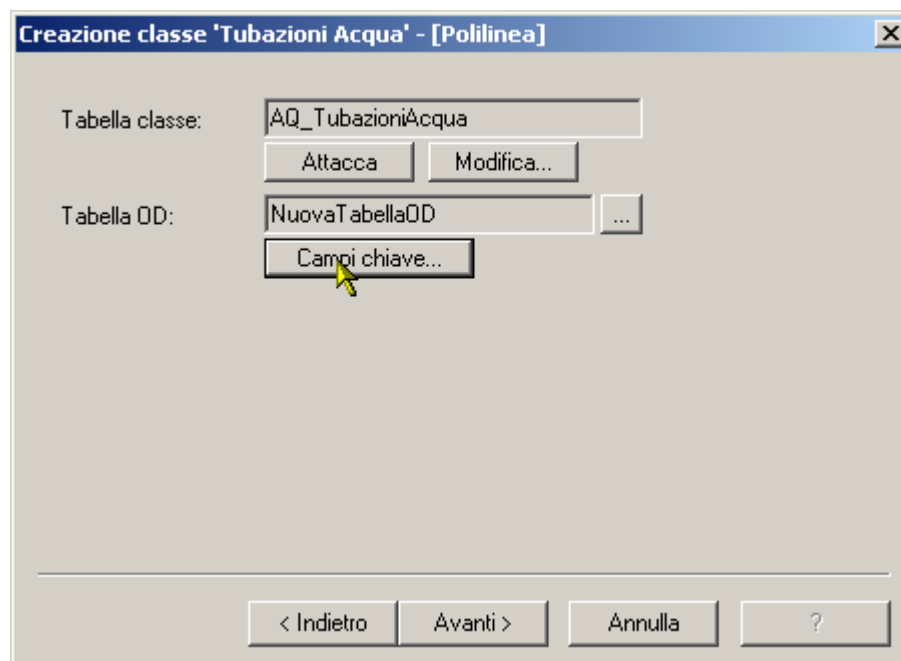 Creazione classe 'Tubazioni Acqua' - [Polilinea]
Tabella classe: AQ_TubazioniAcqua
Attacca Modifica...
Tabella OD: NuovaTabellaOD ...
Campi chiave...
< Indietro Avanti > Annulla ?